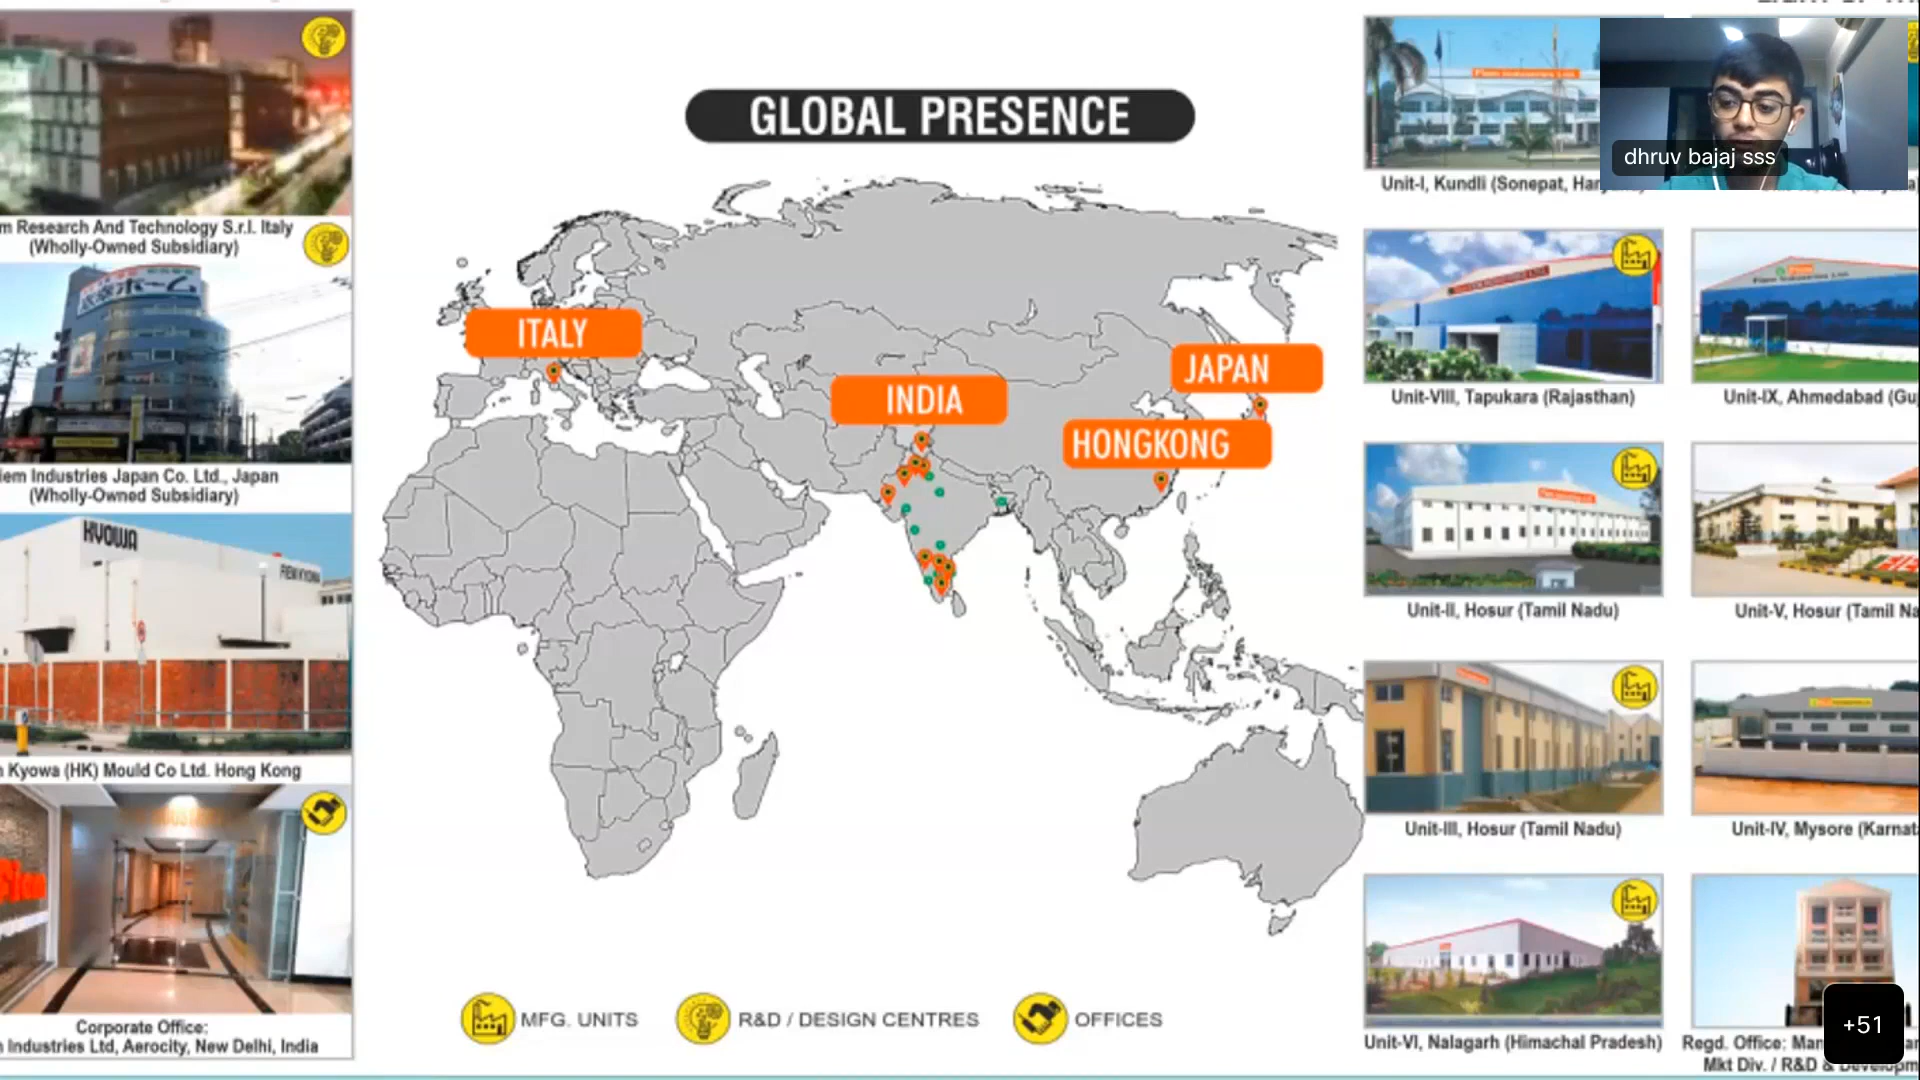 GLOBAL PRESENCE
ITALY
INDIA
JAPAN
HONGKONG
MFG. UNITS
R&D / DESIGN CENTRES
OFFICES
m Research And Technology S.r.l. Italy
(Wholly-Owned Subsidiary)
iem Industries Japan Co. Ltd., Japan
(Wholly-Owned Subsidiary)
KYOWA
n Kyowa (HK) Mould Co Ltd. Hong Kong
Corporate Office:
n Industries Ltd, Aerocity, New Delhi, India
Unit-I, Kundli (Sonepat, Har
dhruv bajaj sss
Unit-VIII, Tapukara (Rajasthan)
Unit-IX, Ahmedabad (Gu
Unit-II, Hosur (Tamil Nadu)
Unit-V, Hosur (Tamil Na
Unit-III, Hosur (Tamil Nadu)
Unit-IV, Mysore (Karnat
Unit-VI, Nalagarh (Himachal Pradesh)
Regd. Office: Man
Mkt Div. / R&D & Developm
+51